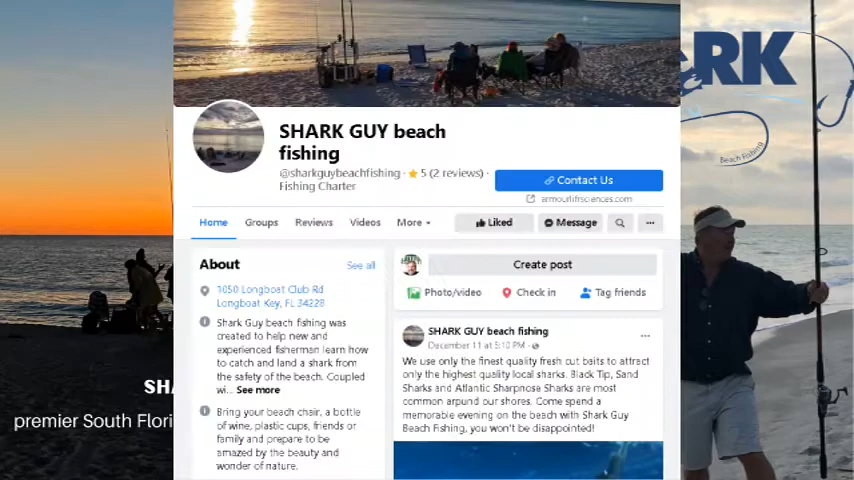 RK
Beach Fishing
SHARK GUY beach
fishing
@sharkguybeachfishing · 5 (2 reviews) ·
Fishing Charter
Contact Us
armourlifesciences.com
Home Groups Reviews Videos More
Liked Message
About See all
1050 Longboat Club Rd
Longboat Key, FL 34228
Shark Guy beach fishing was
created to help new and
experienced fisherman learn how
to catch and land a shark from
the safety of the beach. Coupled
wi... See more
Bring your beach chair, a bottle
of wine, plastic cups, friends or
family and prepare to be
amazed by the beauty and
wonder of nature.
Create post
Photo/video Check in Tag friends
SHARK GUY beach fishing
December 11 at 5:10 PM ·
We use only the finest quality fresh cut baits to attract
only the highest quality local sharks. Black Tip, Sand
Sharks and Atlantic Sharpnose Sharks are most
common around our shores. Come spend a
memorable evening on the beach with Shark Guy
Beach Fishing, you won't be disappointed!
SH
premier South Flori